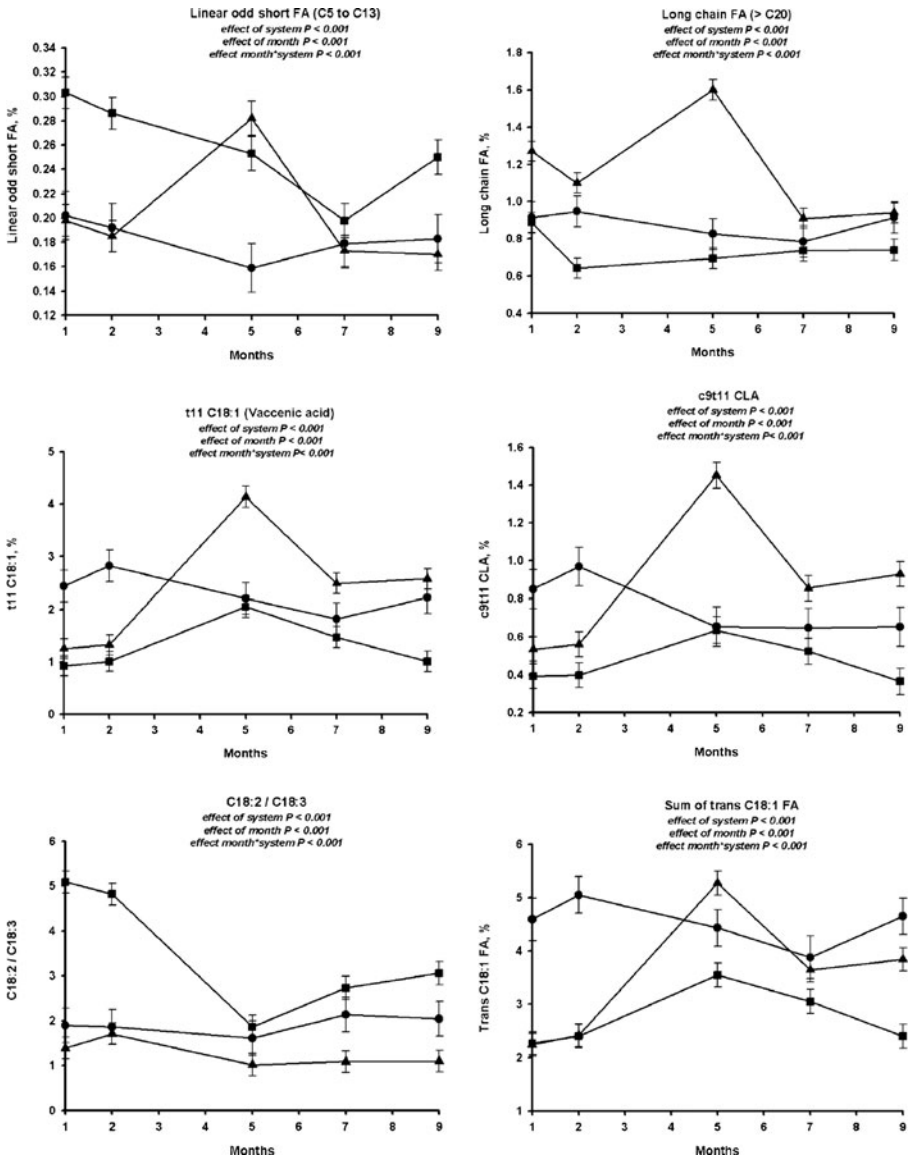 Linear odd short FA (C5 to C13)
effect of system P < 0.001
effect of month P < 0.001
effect month*system P < 0.001
Linear odd short FA, %
0.34
0.32
0.30
0.28
0.26
0.24
0.22
0.20
0.18
0.16
0.14
0.12
1 2 3 4 5 6 7 8 9
Months
Long chain FA (> C20)
effect of system P < 0.001
effect of month P < 0.001
effect month*system P < 0.001
Long chain FA, %
1.8
1.6
1.4
1.2
1.0
0.8
0.6
0.4
1 2 3 4 5 6 7 8 9
Months
t11 C18:1 (Vaccenic acid)
effect of system P < 0.001
effect of month P < 0.001
effect month*system P< 0.001
t11 C18:1, %
5
4
3
2
1
0
1 2 3 4 5 6 7 8 9
Months
c9t11 CLA
effect of system P < 0.001
effect of month P < 0.001
effect month*system P< 0.001
c9t11 CLA, %
1.6
1.4
1.2
1.0
0.8
0.6
0.4
0.2
1 2 3 4 5 6 7 8 9
Months
C18:2 / C18:3
effect of system P < 0.001
effect of month P < 0.001
effect month*system P < 0.001
C18:2 / C18:3
6
5
4
3
2
1
0
1 2 3 4 5 6 7 8 9
Months
Sum of trans C18:1 FA
effect of system P < 0.001
effect of month P < 0.001
effect month*system P < 0.001
Trans C18:1 FA, %
6
5
4
3
2
1
1 2 3 4 5 6 7 8 9
Months